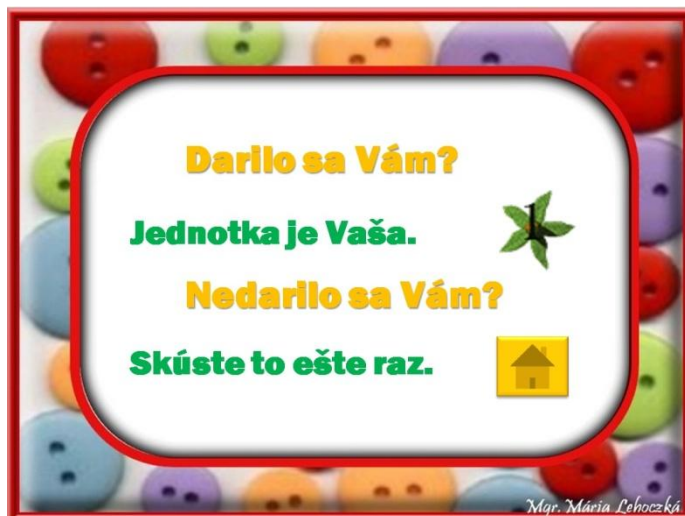 Darilo sa Vám?
Jednotka je Vaša.
1
Nedarilo sa Vám?
Skúste to ešte raz.
Mgr. Mária Lehoczká